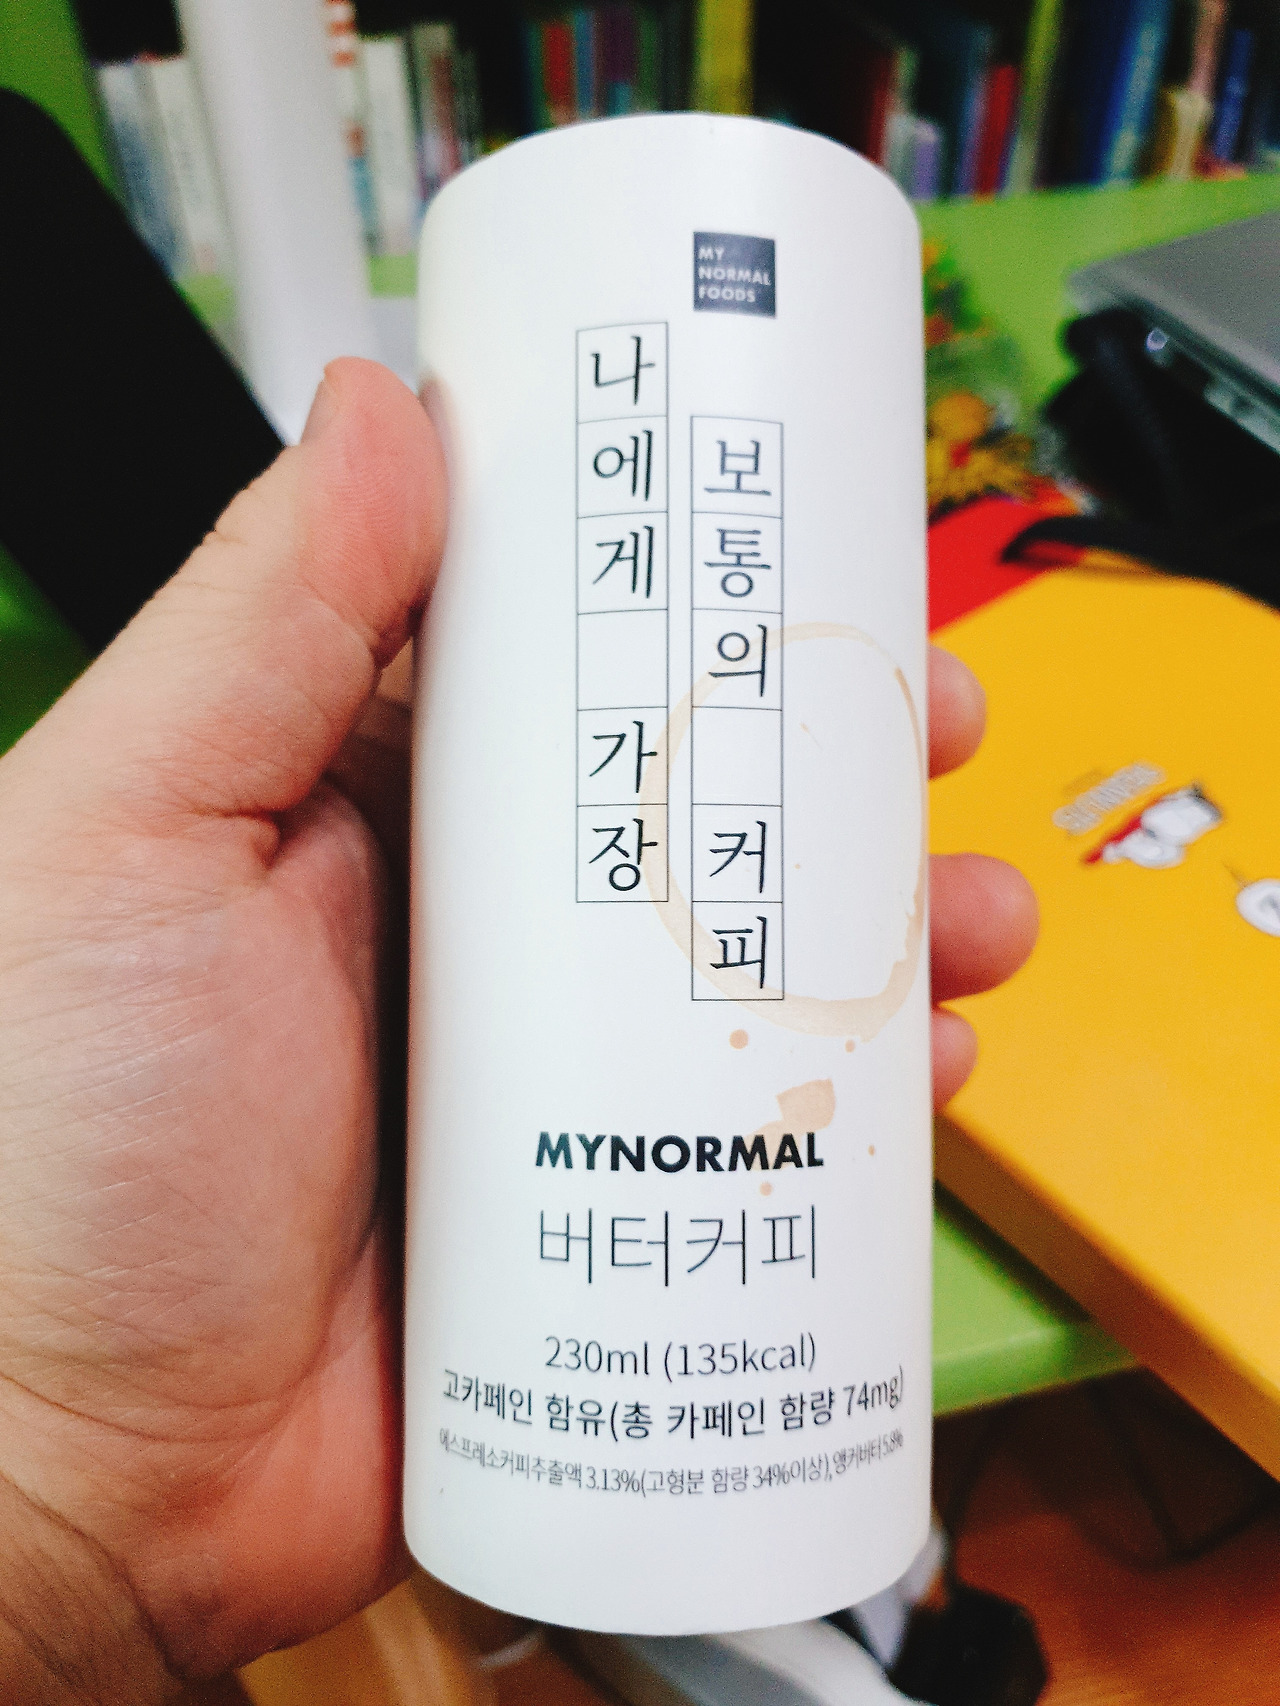 MY
NORMAL
FOODS
나에게 가장
보통의 커피
MYNORMAL
버터커피
230ml (135kcal)
고카페인 함유(총 카페인 함량 74mg)
에스프레소커피추출액 3.13%(고형분 함량 34%이상), 앵커버터 5.8%